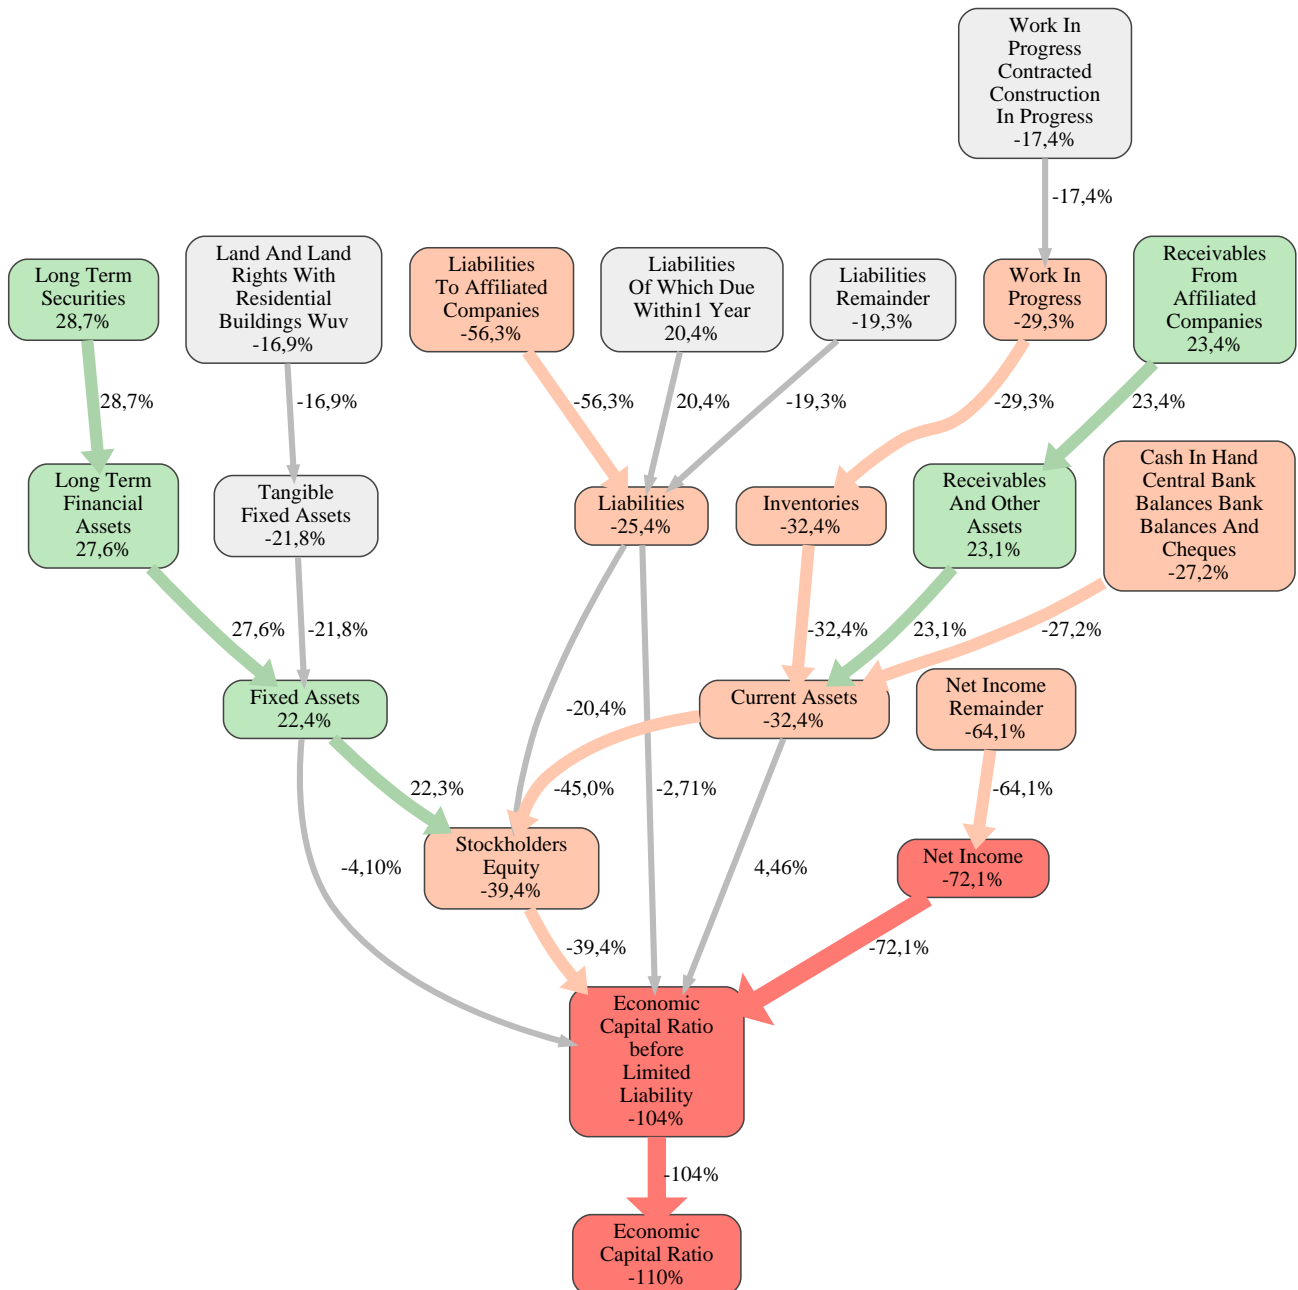 Work In
Progress
Contracted
Construction
In Progress
-17,4%
-17,4%
Long Term
Securities
28,7%
Land And Land
Rights With
Residential
Buildings Wuv
-16,9%
Liabilities
To Affiliated
Companies
-56,3%
Liabilities
Of Which Due
Within1 Year
20,4%
Liabilities
Remainder
-19,3%
Work In
Progress
-29,3%
Receivables
From
Affiliated
Companies
23,4%
28,7%
-16,9%
-56,3%
20,4%
-19,3%
-29,3%
23,4%
Long Term
Financial
Assets
27,6%
Tangible
Fixed Assets
-21,8%
Liabilities
-25,4%
Inventories
-32,4%
Receivables
And Other
Assets
23,1%
Cash In Hand
Central Bank
Balances Bank
Balances And
Cheques
-27,2%
27,6%
-21,8%
-32,4%
23,1%
-27,2%
Fixed Assets
22,4%
-20,4%
Current Assets
-32,4%
Net Income
Remainder
-64,1%
22,3%
-45,0%
-2,71%
-64,1%
-4,10%
Stockholders
Equity
-39,4%
4,46%
Net Income
-72,1%
-39,4%
-72,1%
Economic
Capital Ratio
before
Limited
Liability
-104%
-104%
Economic
Capital Ratio
-110%